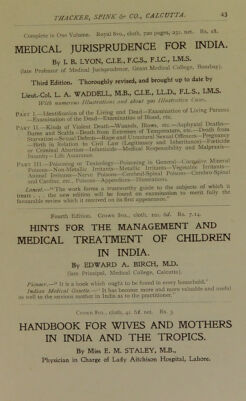 THACKER, SPINK & CO., CALCUTTA. 23
Complete in One Volume. Royal 8vo., cloth, 720 pages, 25s. net. Rs. 18.
MEDICAL JURISPRUDENCE FOR INDIA.
By I. B. LYON, C.I.E., F.C.S., F.I.C., I.M.S.
(late Professor of Medical Jurisprudence, Grant Medical College, Bombay).
Third Edition. Thoroughly revised, and brought up to date by
Lieut.-Col. L. A. WADDELL, M.B., C.I.E., LL.D., F.L.S., I.M.S.
With numerous Illustrations and about 700 Illustrative Cases.
PART I.—Identification of the Living and Dead—Examination of Living Persons
—Examination of the Dead—Examination of Blood, etc.
PART II.—Kinds of Violent Death—Wounds, Blows, etc.—Asphyxial Deaths—
Burns and Scalds—Death from Extremes of Temperature, etc.—Death from
Starvation—Sexual Defects—Rape and Unnatural Sexual Offences—Pregnancy
—Birth in Relation to Civil Law (Legitimacy and Inheritance)—Fœticide
or Criminal Abortion—Infanticide—Medical Responsibility and Malpraxis—
Insanity—Life Assurance.
PART III.—Poisoning or Toxicology—Poisoning in General—Corrosive Mineral
Poisons—Non-Metallic Irritants—Metallic Irritants—Vegetable Irritants—
Animal Irritants—Nerve Poisons—Cerebral-Spinal Poisons—Cerebro-Spinal
and Cardiac, etc., Poisons—Appendices—Illustrations.
Lancet.—"The work forms a trustworthy guide to the subjects of which it
treats . . . the new edition will be found on examination to merit fully the
favourable review which it received on its first appearance."
Fourth Edition. Crown 8vo., cloth, 10s. 6d. Rs. 7.14.
HINTS FOR THE MANAGEMENT AND
MEDICAL TREATMENT OF CHILDREN
IN INDIA.
By EDWARD A. BIRCH, M.D.
(late Principal, Medical College, Calcutta).
Pioneer.—"It is a book which ought to be found in every household."
Indian Medical Gazette.—"It has become more and more valuable and useful
as well to the anxious mother in India as to the practitioner."
Crown 8vo., cloth, 4s. 6d. net. Rs. 3.
HANDBOOK FOR WIVES AND MOTHERS
IN INDIA AND THE TROPICS.
By Miss E. M. STALEY, M.B.,
Physician in Charge of Lady Aitchison Hospital, Lahore.